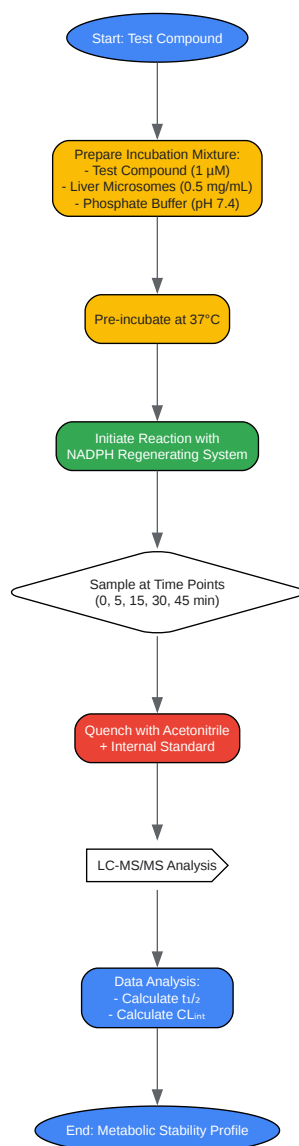 Start: Test Compound
Prepare Incubation Mixture:
- Test Compound (1 µM)
- Liver Microsomes (0.5 mg/mL)
- Phosphate Buffer (pH 7.4)
Pre-incubate at 37°C
Initiate Reaction with
NADPH Regenerating System
Sample at Time Points
(0, 5, 15, 30, 45 min)
Quench with Acetonitrile
+ Internal Standard
LC-MS/MS Analysis
Data Analysis:
- Calculate t₁/₂
- Calculate CLᵢₙₜ
End: Metabolic Stability Profile